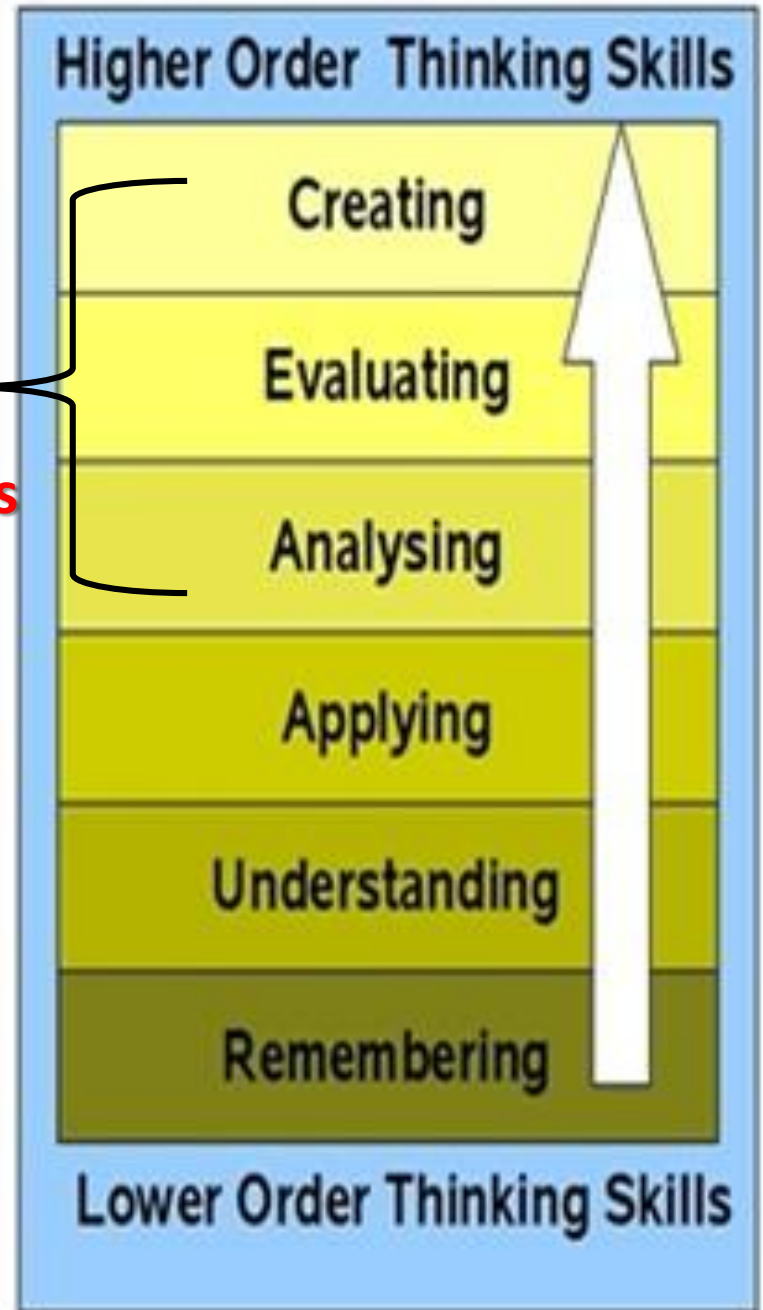 Higher Order Thinking Skills
Creating
Evaluating
s
Analysing
Applying
Understanding
Remembering
Lower Order Thinking Skills